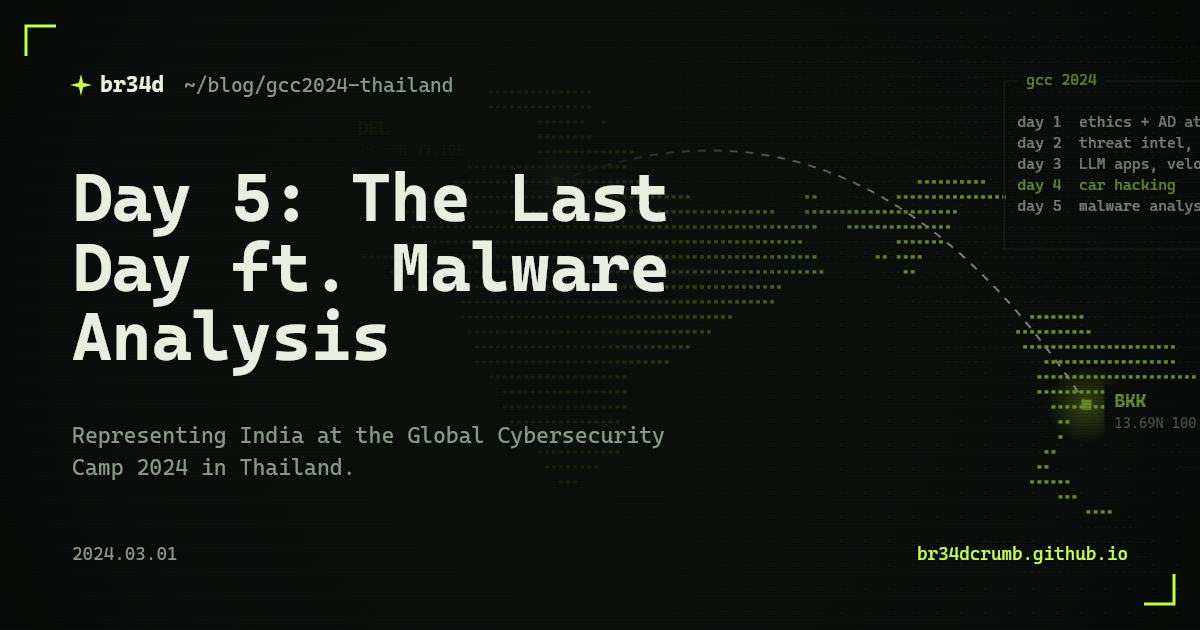 br34d ~/blog/gcc2024-thailand
gcc 2024
DEL
day 1 ethics + AD at
day 2 threat intel,
day 3 LLM apps, velo
day 4 car hacking
day 5 malware analys
Day 5: The Last
Day ft. Malware
Analysis
BKK
13.69N 100
Representing India at the Global Cybersecurity
Camp 2024 in Thailand.
2024.03.01
br34dcrumb.github.io